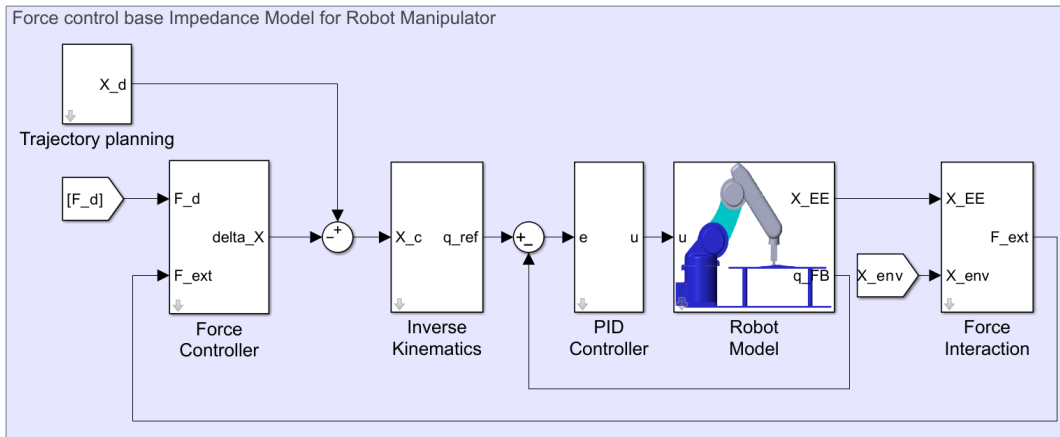 Force control base Impedance Model for Robot Manipulator
X_d
Trajectory planning
[F_d]
F_d
delta_X
F_ext
Force
Controller
− +
X_c q_ref
Inverse
Kinematics
+ −
e u
PID
Controller
u
X_EE
q_FB
Robot
Model
X_env
X_EE
F_ext
X_env
Force
Interaction